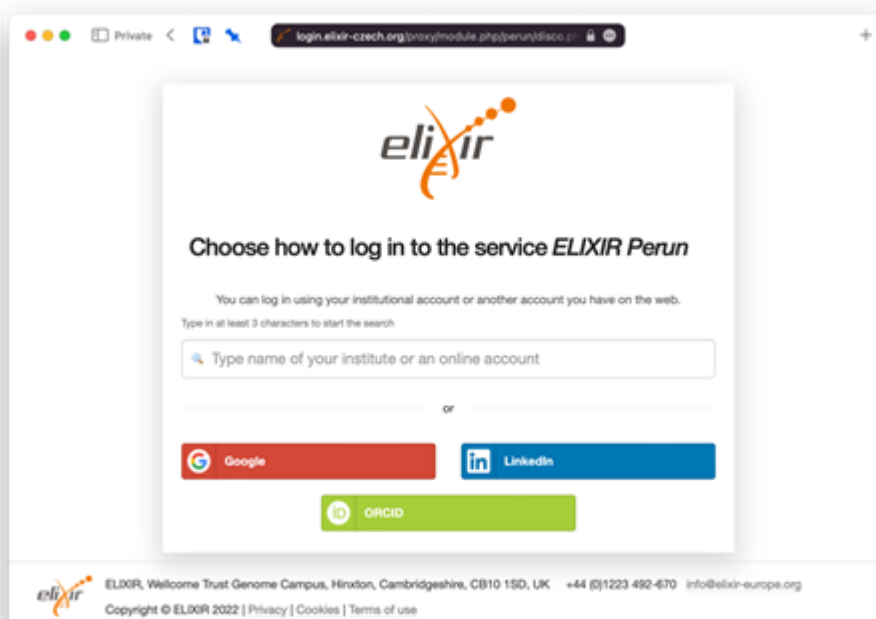 Private
login.elixir-czech.org/proxy/module.php/perun/disco.p
elixir
Choose how to log in to the service ELIXIR Perun
You can log in using your institutional account or another account you have on the web.
Type in at least 3 characters to start the search
Type name of your institute or an online account
or
Google
in LinkedIn
iD ORCID
elixir
ELIXIR, Wellcome Trust Genome Campus, Hinxton, Cambridgeshire, CB10 1SD, UK +44 (0)1223 492-670 info@elixir-europe.org
Copyright © ELIXIR 2022 | Privacy | Cookies | Terms of use